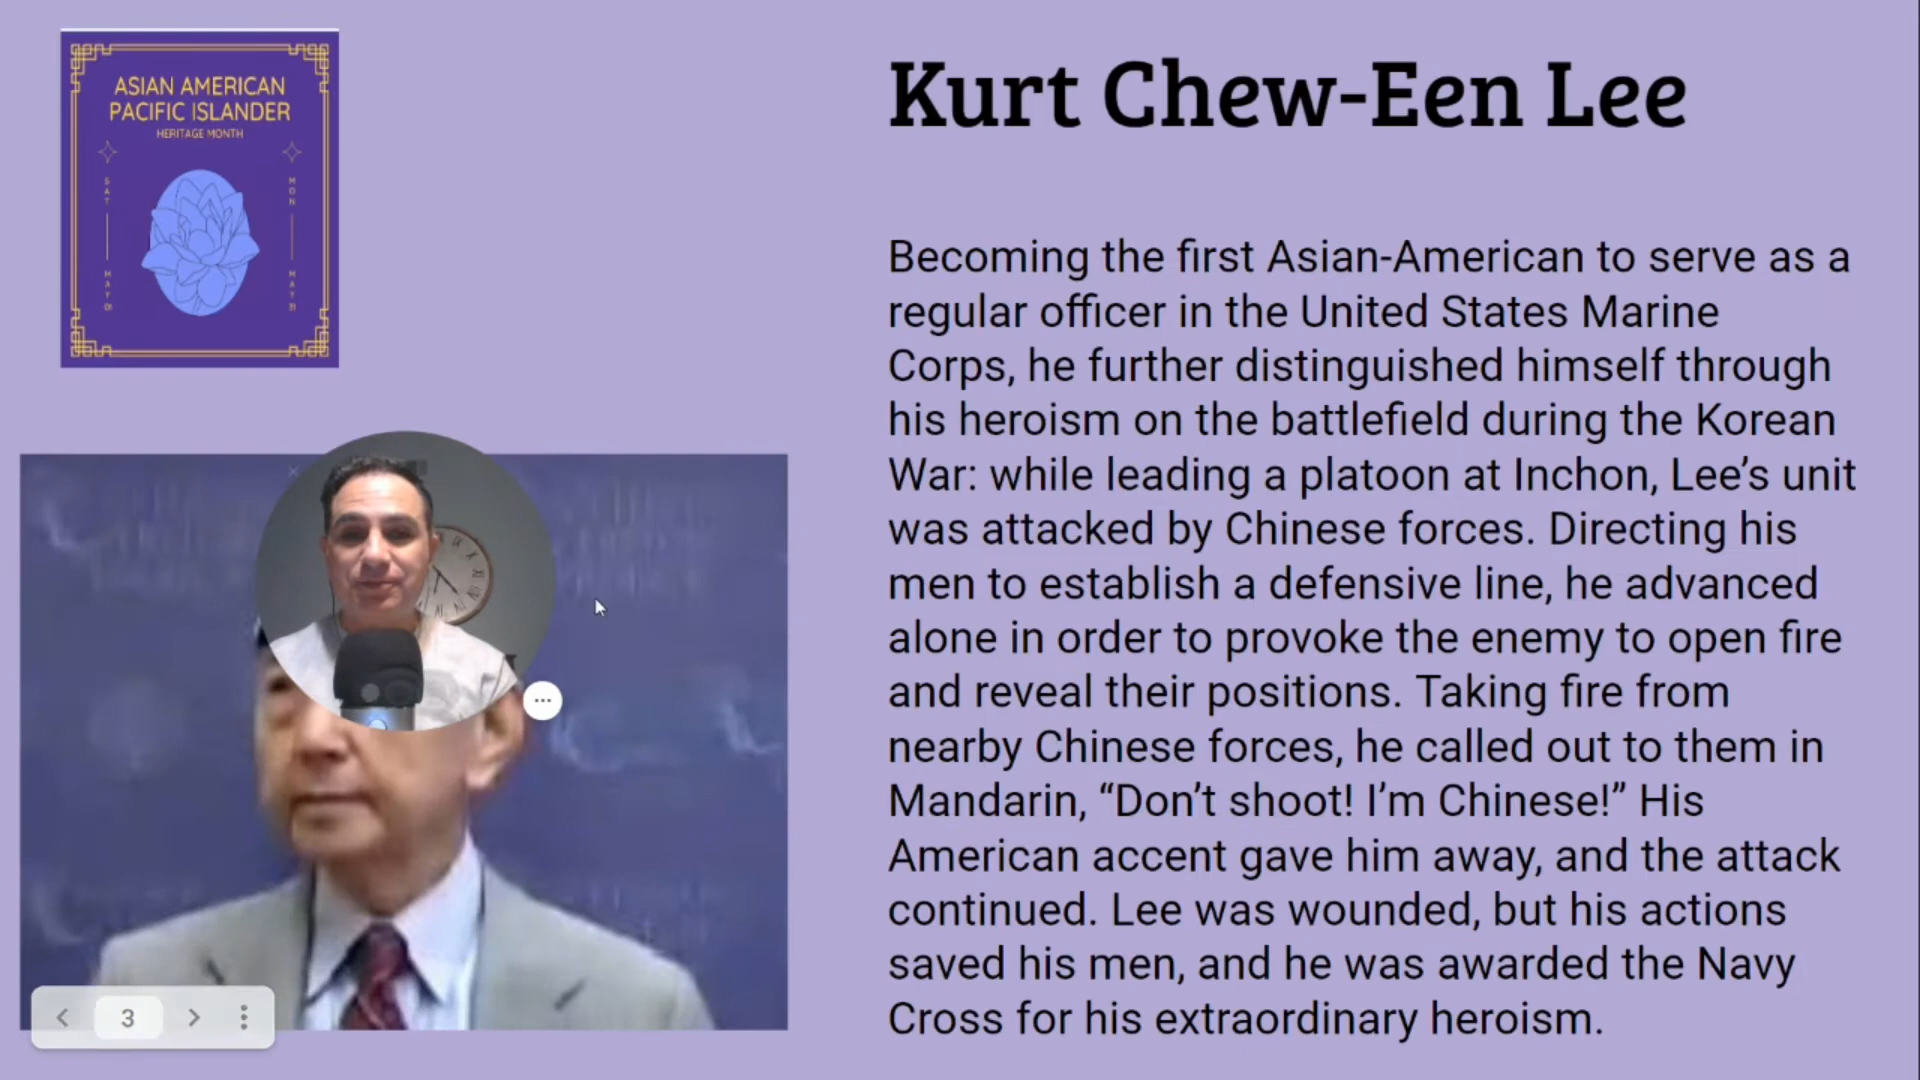 ASIAN AMERICAN
PACIFIC ISLANDER
HERITAGE MONTH
SAT
MON
MAY
MAY 31
Kurt Chew-Een Lee
Becoming the first Asian-American to serve as a
regular officer in the United States Marine
Corps, he further distinguished himself through
his heroism on the battlefield during the Korean
War: while leading a platoon at Inchon, Lee’s unit
was attacked by Chinese forces. Directing his
men to establish a defensive line, he advanced
alone in order to provoke the enemy to open fire
and reveal their positions. Taking fire from
nearby Chinese forces, he called out to them in
Mandarin, “Don’t shoot! I’m Chinese!” His
American accent gave him away, and the attack
continued. Lee was wounded, but his actions
saved his men, and he was awarded the Navy
Cross for his extraordinary heroism.
3